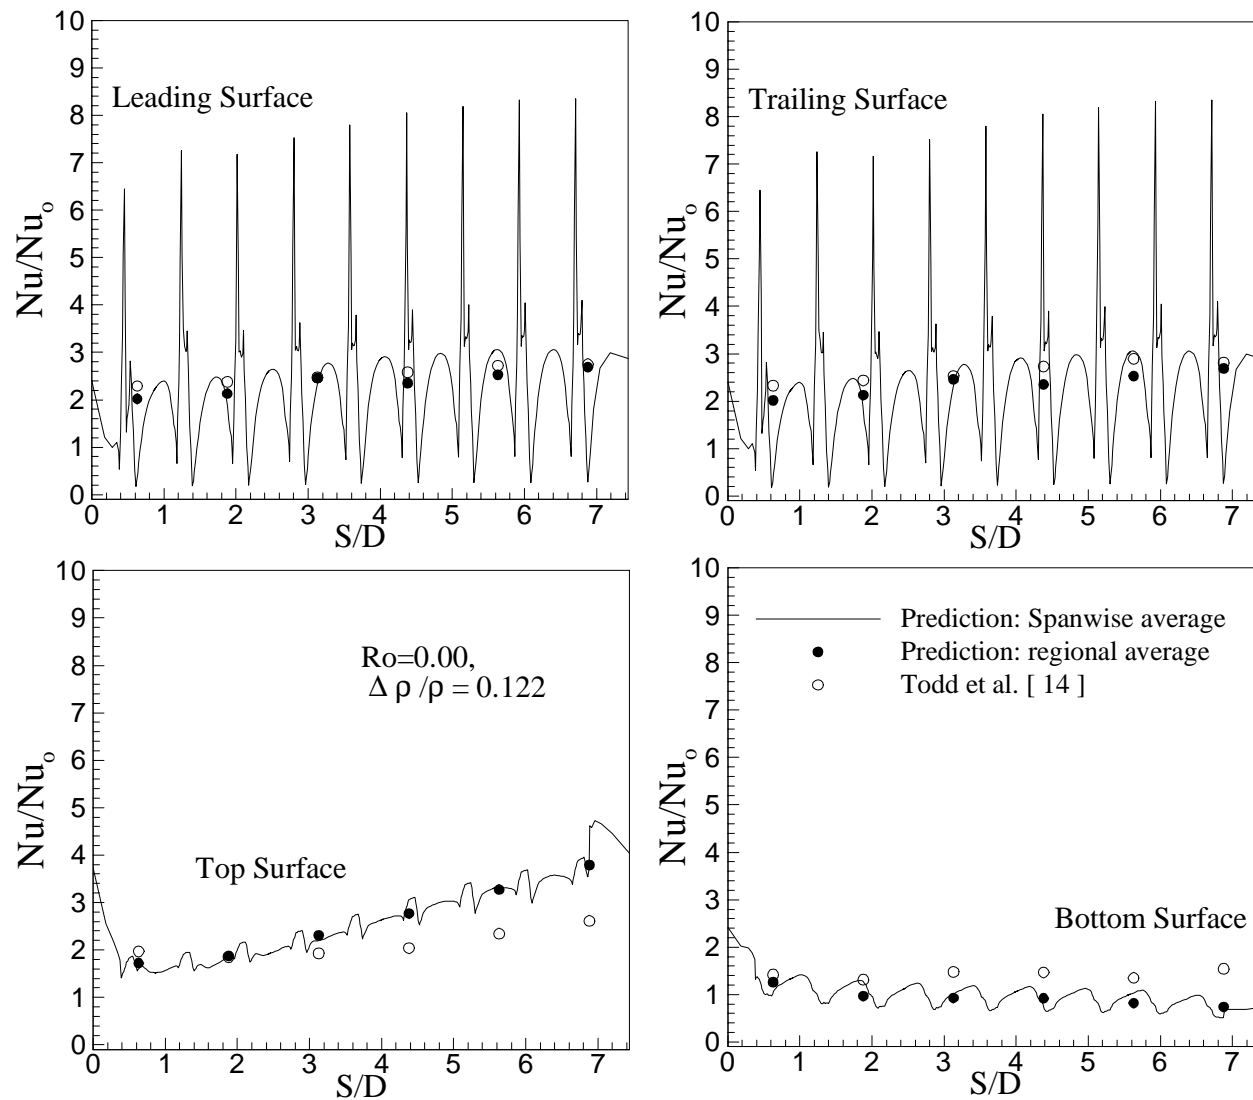 10
9
8
7
6
5
4
3
2
1
0
Nu/Nuo
Leading Surface
0 1 2 3 4 5 6 7
S/D
10
9
8
7
6
5
4
3
2
1
0
Nu/Nuo
Trailing Surface
0 1 2 3 4 5 6 7
S/D
10
9
8
7
6
5
4
3
2
1
0
Nu/Nuo
Ro=0.00,
Δ ρ /ρ = 0.122
Top Surface
0 1 2 3 4 5 6 7
S/D
10
9
8
7
6
5
4
3
2
1
0
Nu/Nuo
Prediction: Spanwise average
Prediction: regional average
Todd et al. [ 14 ]
Bottom Surface
0 1 2 3 4 5 6 7
S/D